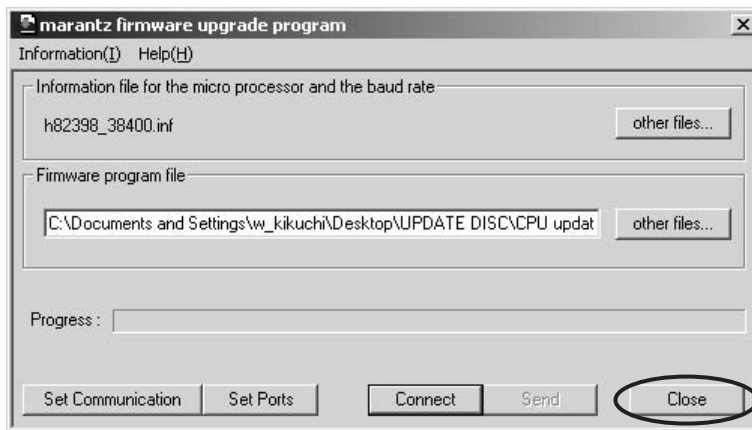 marantz firmware upgrade program
Information(I) Help(H)
Information file for the micro processor and the baud rate
h82398_38400.inf
other files...
Firmware program file
C:\Documents and Settings\w_kikuchi\Desktop\UPDATE DISC\CPU updat
other files...
Progress :
Set Communication Set Ports Connect Send Close